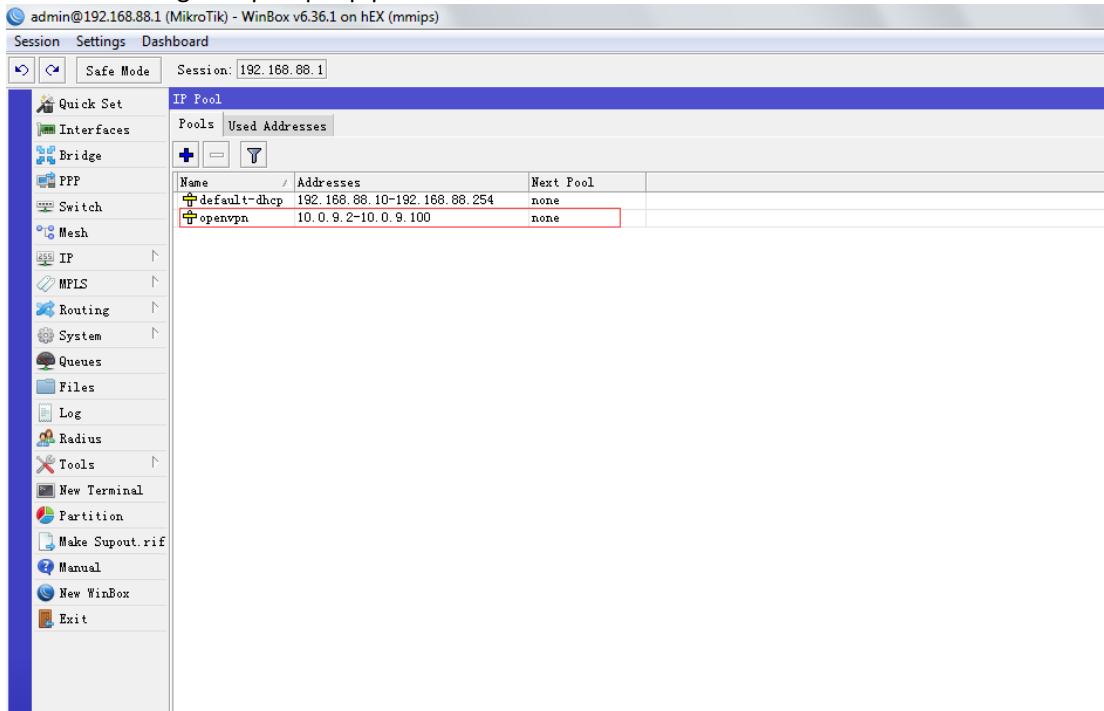 admin@192.168.88.1 (MikroTik) - WinBox v6.36.1 on hEX (mmips)
Session Settings Dashboard
Safe Mode Session: 192.168.88.1
Quick Set
Interfaces
Bridge
PPP
Switch
Mesh
IP
MPLS
Routing
System
Queues
Files
Log
Radius
Tools
New Terminal
Partition
Make Supout.rif
Manual
New WinBox
Exit
IP Pool
Pools Used Addresses
Name Addresses Next Pool
default-dhcp 192.168.88.10-192.168.88.254 none
openvpn 10.0.9.2-10.0.9.100 none